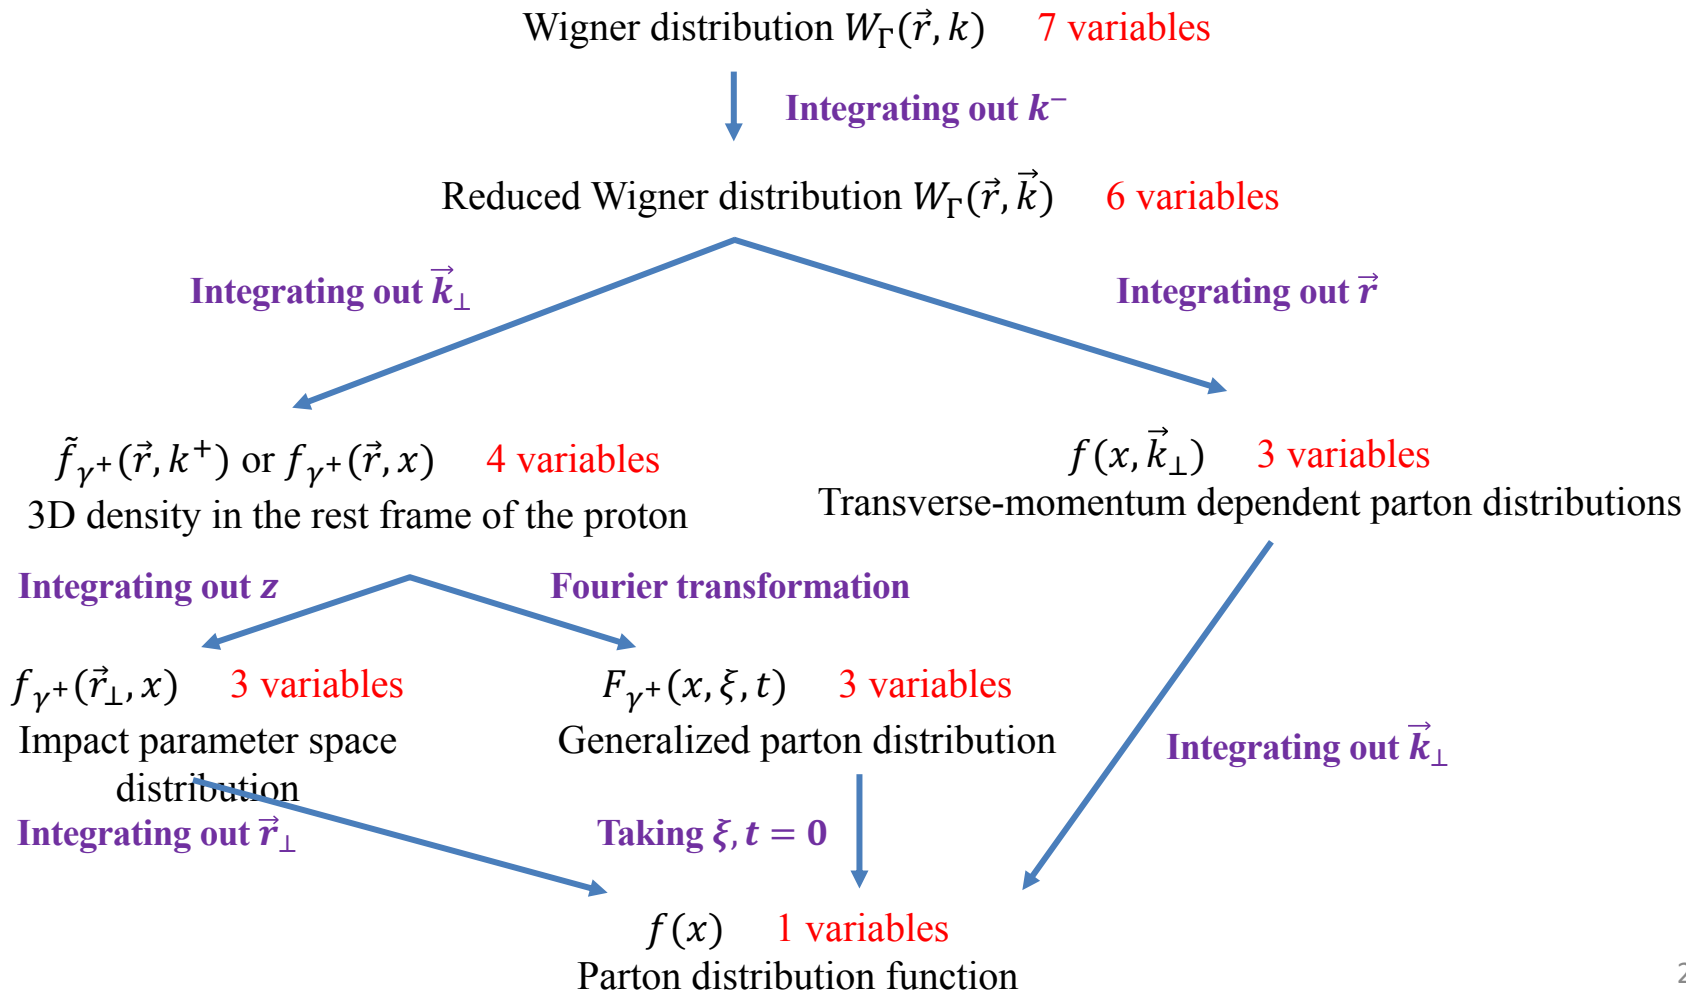 Wigner distribution W_Γ(r⃗, k) 7 variables
Integrating out k⁻
Reduced Wigner distribution W_Γ(r⃗, k⃗) 6 variables
Integrating out k⃗_⊥
Integrating out r⃗
f̃_γ⁺(r⃗, k⁺) or f_γ⁺(r⃗, x) 4 variables
3D density in the rest frame of the proton
f(x, k⃗_⊥) 3 variables
Transverse-momentum dependent parton distributions
Integrating out z
Fourier transformation
f_γ⁺(r⃗_⊥, x) 3 variables
Impact parameter space
distribution
F_γ⁺(x, ξ, t) 3 variables
Generalized parton distribution
Integrating out k⃗_⊥
Integrating out r⃗_⊥
Taking ξ, t = 0
f(x) 1 variables
Parton distribution function
2